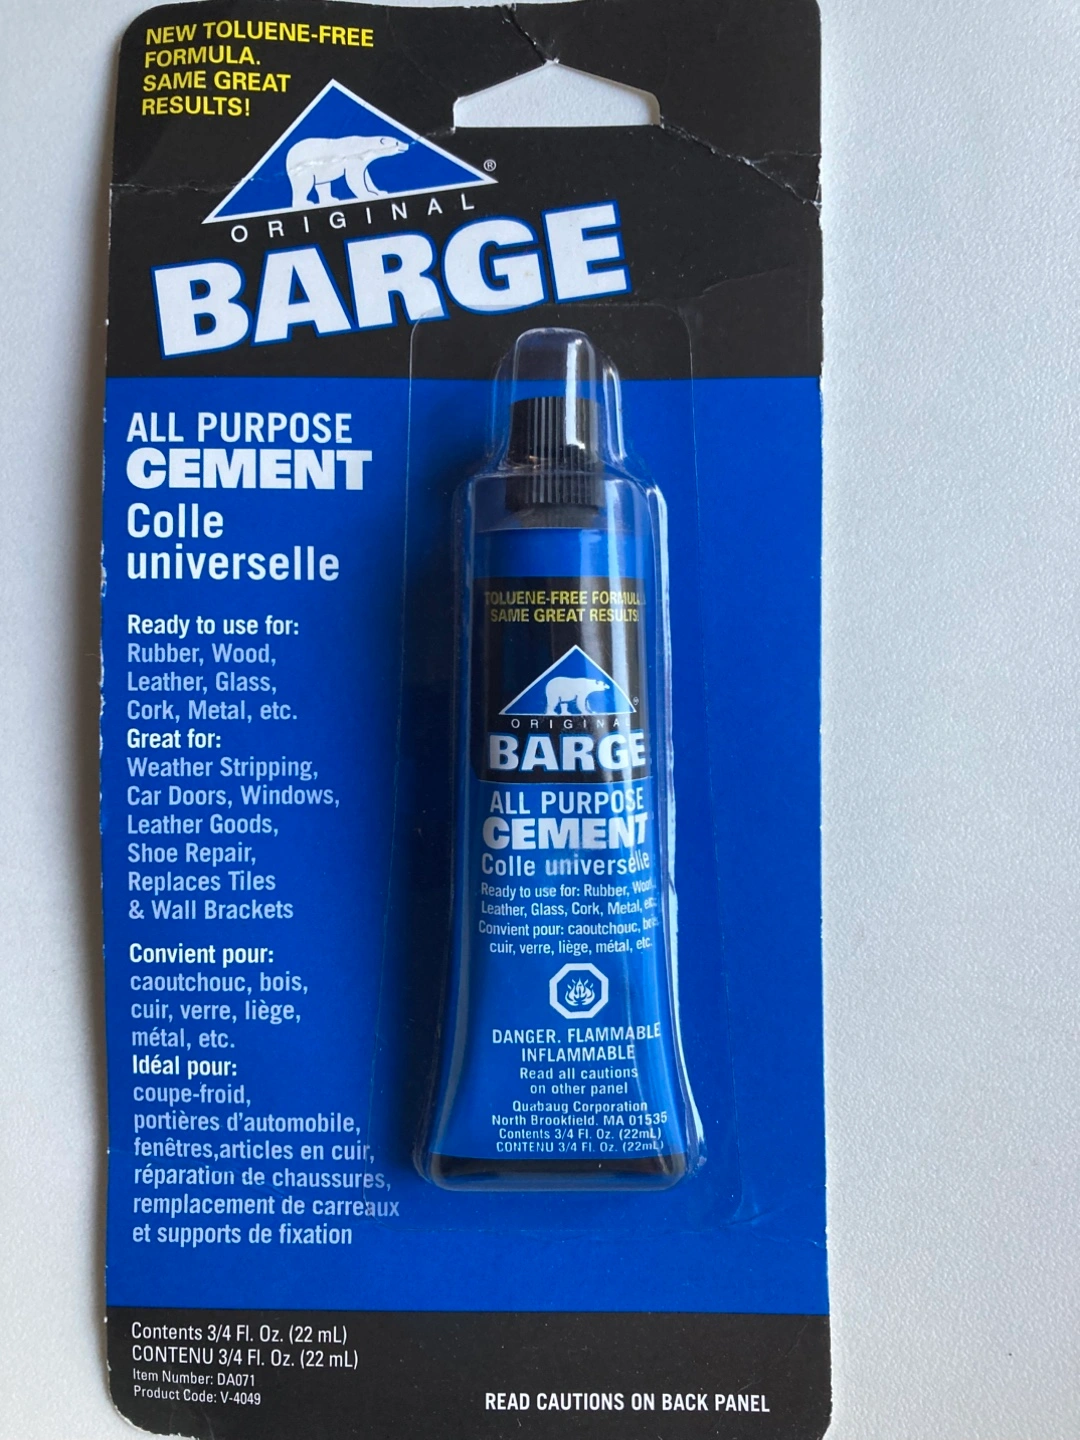 NEW TOLUENE-FREE
FORMULA.
SAME GREAT
RESULTS!
®
ORIGINAL
BARGE
ALL PURPOSE
CEMENT
Colle
universelle
Ready to use for:
Rubber, Wood,
Leather, Glass,
Cork, Metal, etc.
Great for:
Weather Stripping,
Car Doors, Windows,
Leather Goods,
Shoe Repair,
Replaces Tiles
& Wall Brackets
Convient pour:
caoutchouc, bois,
cuir, verre, liège,
métal, etc.
Idéal pour:
coupe-froid,
portières d'automobile,
fenêtres,articles en cuir,
réparation de chaussures,
remplacement de carreaux
et supports de fixation
Contents 3/4 Fl. Oz. (22 mL)
CONTENU 3/4 Fl. Oz. (22 mL)
Item Number: DA071
Product Code: V-4049
READ CAUTIONS ON BACK PANEL
TOLUENE-FREE FORMULA.
SAME GREAT RESULTS!
®
ORIGINAL
BARGE
ALL PURPOSE
CEMENT
Colle universelle
Ready to use for: Rubber, Wood,
Leather, Glass, Cork, Metal, etc.
Convient pour: caoutchouc, bois,
cuir, verre, liège, métal, etc.
DANGER. FLAMMABLE
INFLAMMABLE
Read all cautions
on other panel
Quabaug Corporation
North Brookfield, MA 01535
Contents 3/4 Fl. Oz. (22mL)
CONTENU 3/4 Fl. Oz. (22mL)